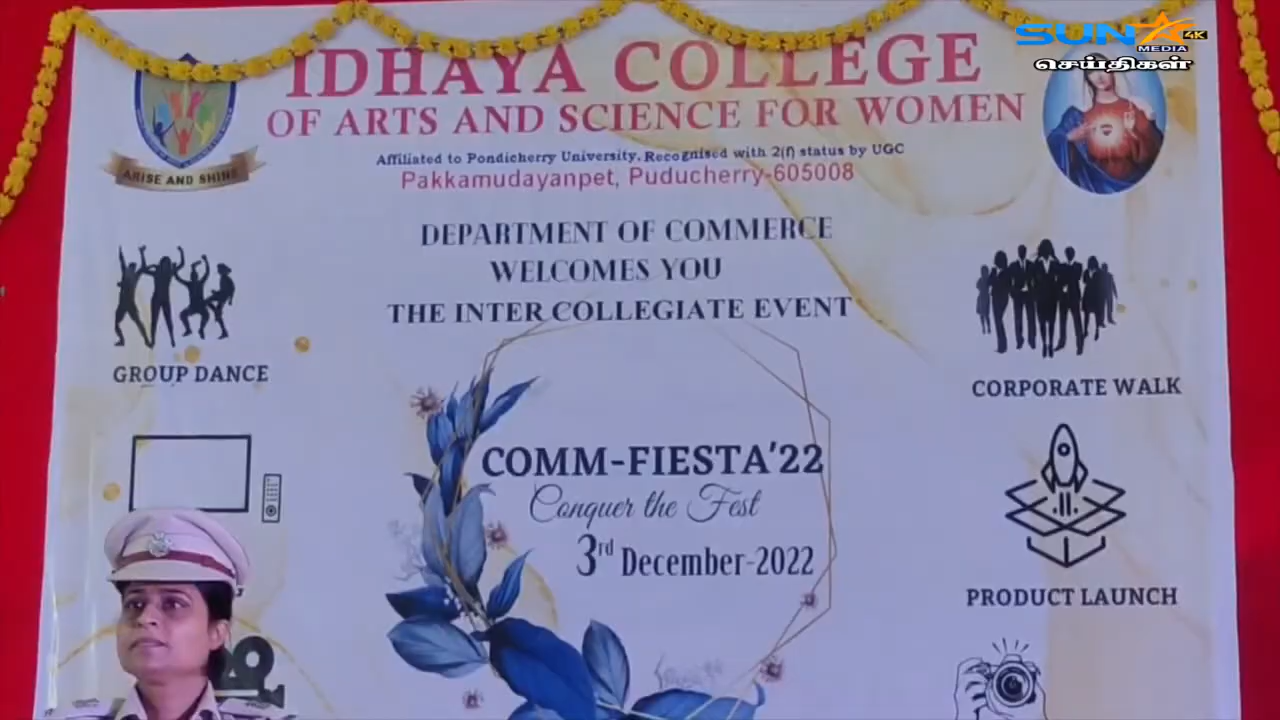 SUN MEDIA 4K
செய்திகள்
IDHAYA COLLEGE
OF ARTS AND SCIENCE FOR WOMEN
Affiliated to Pondicherry University, Recognised with 2(f) status by UGC
Pakkamudayanpet, Puducherry-605008
ARISE AND SHINE
DEPARTMENT OF COMMERCE
WELCOMES YOU
THE INTER COLLEGIATE EVENT
GROUP DANCE
CORPORATE WALK
COMM-FIESTA'22
Conquer the Fest
3rd December-2022
PRODUCT LAUNCH